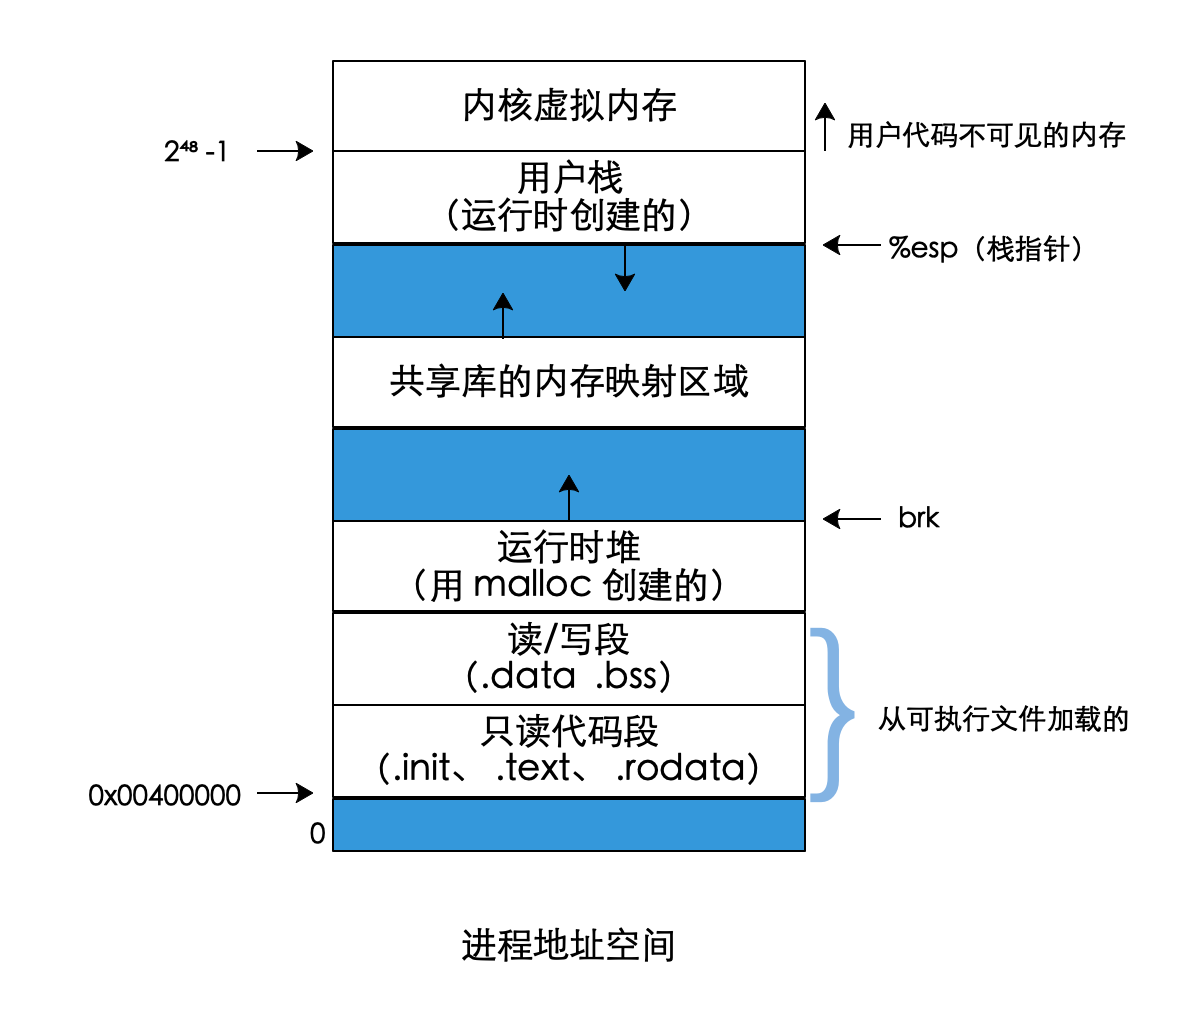 内核虚拟内存
用户代码不可见的内存
2⁴⁸ -1
用户栈
（运行时创建的）
%esp（栈指针）
共享库的内存映射区域
brk
运行时堆
（用 malloc 创建的）
读/写段
（.data .bss）
从可执行文件加载的
只读代码段
（.init、 .text、 .rodata）
0x00400000
0
进程地址空间